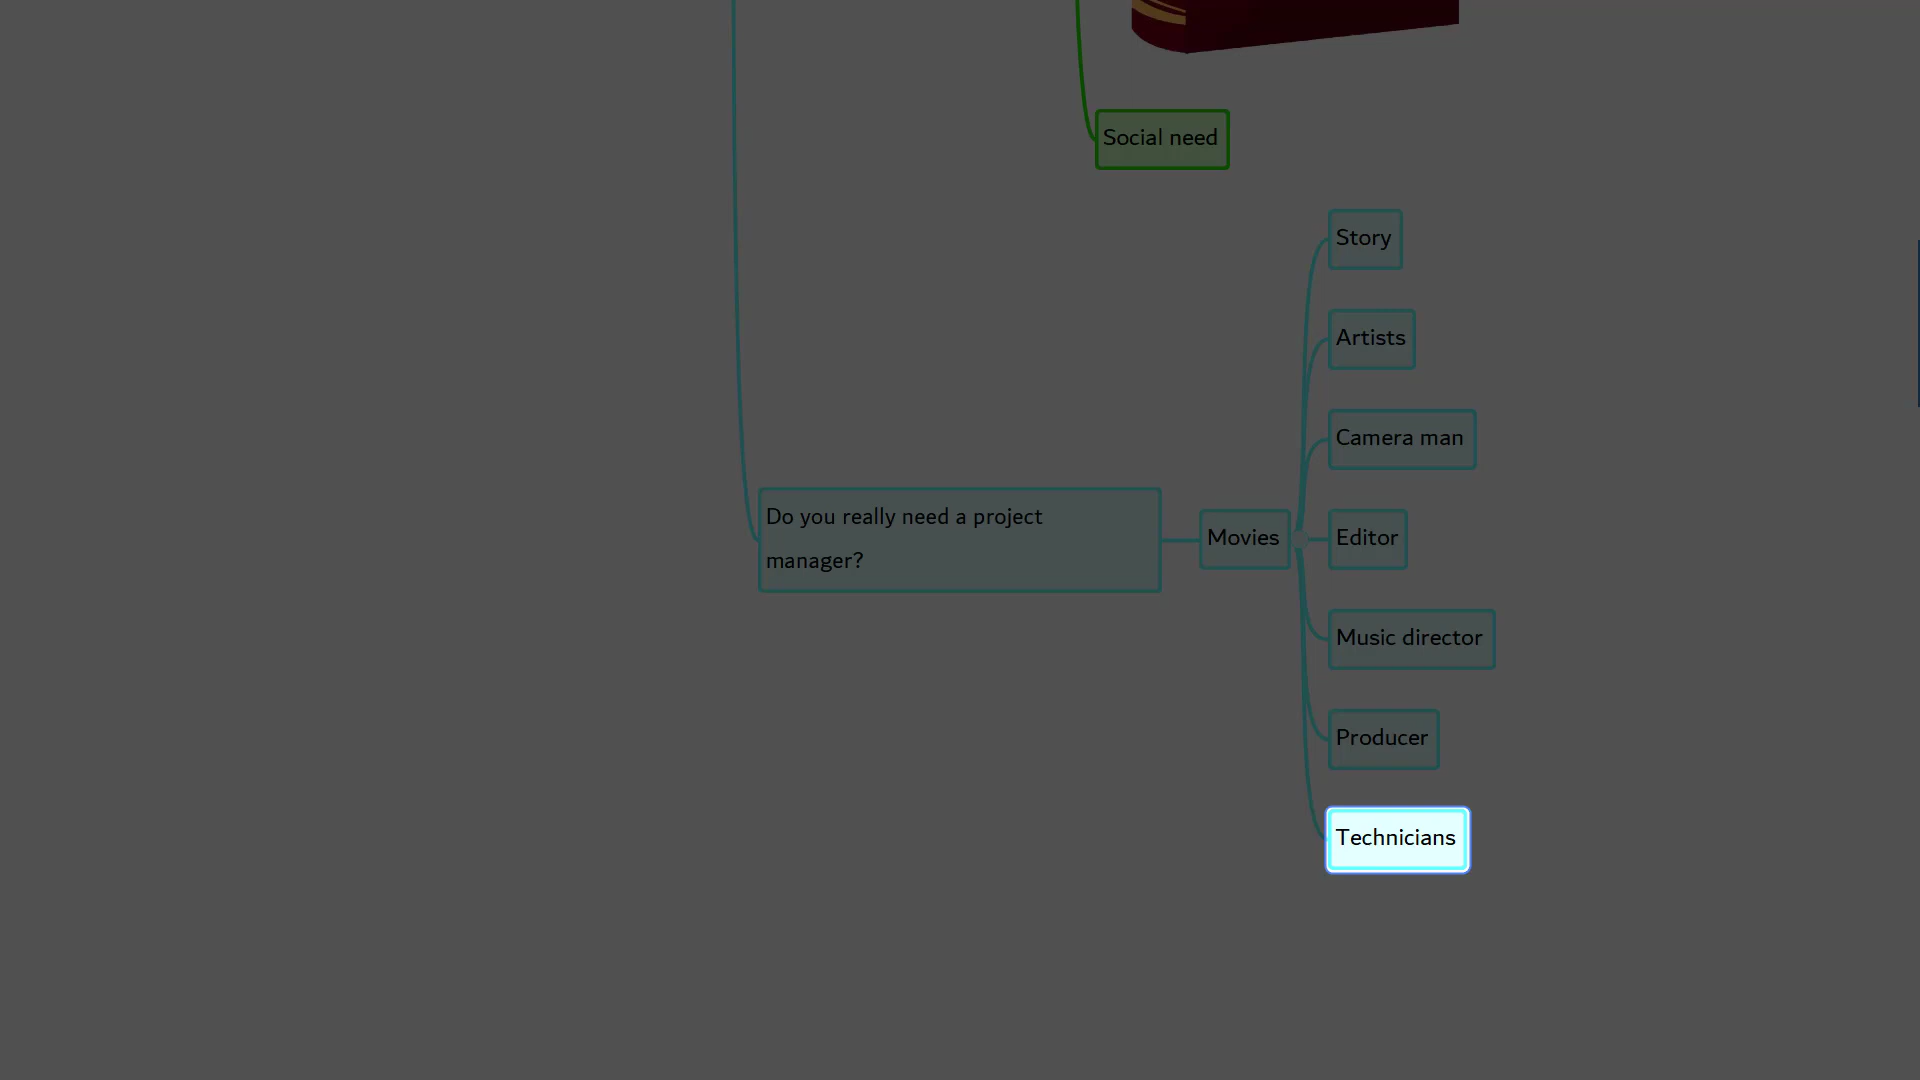 Social need
Story
Artists
Camera man
Do you really need a project
manager?
Movies
Editor
Music director
Producer
Technicians